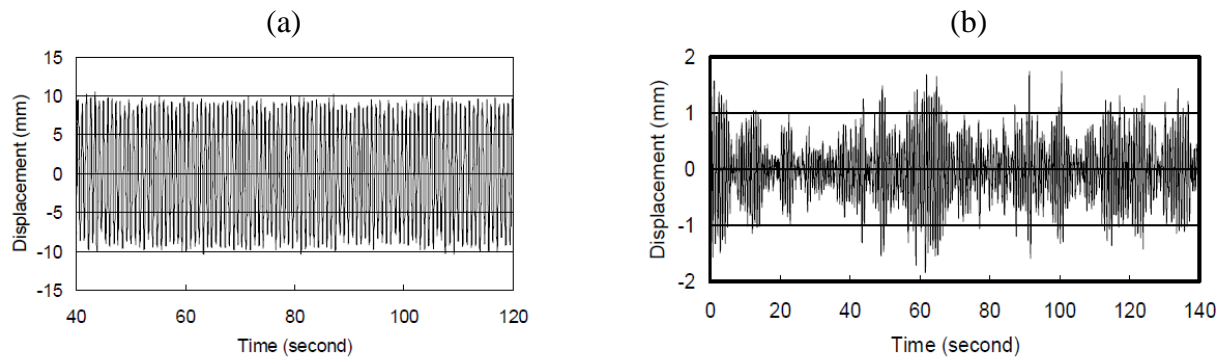 (a)
Displacement (mm)
15
10
5
0
-5
-10
-15
40 60 80 100 120
Time (second)
(b)
Displacement (mm)
2
1
0
-1
-2
0 20 40 60 80 100 120 140
Time (second)